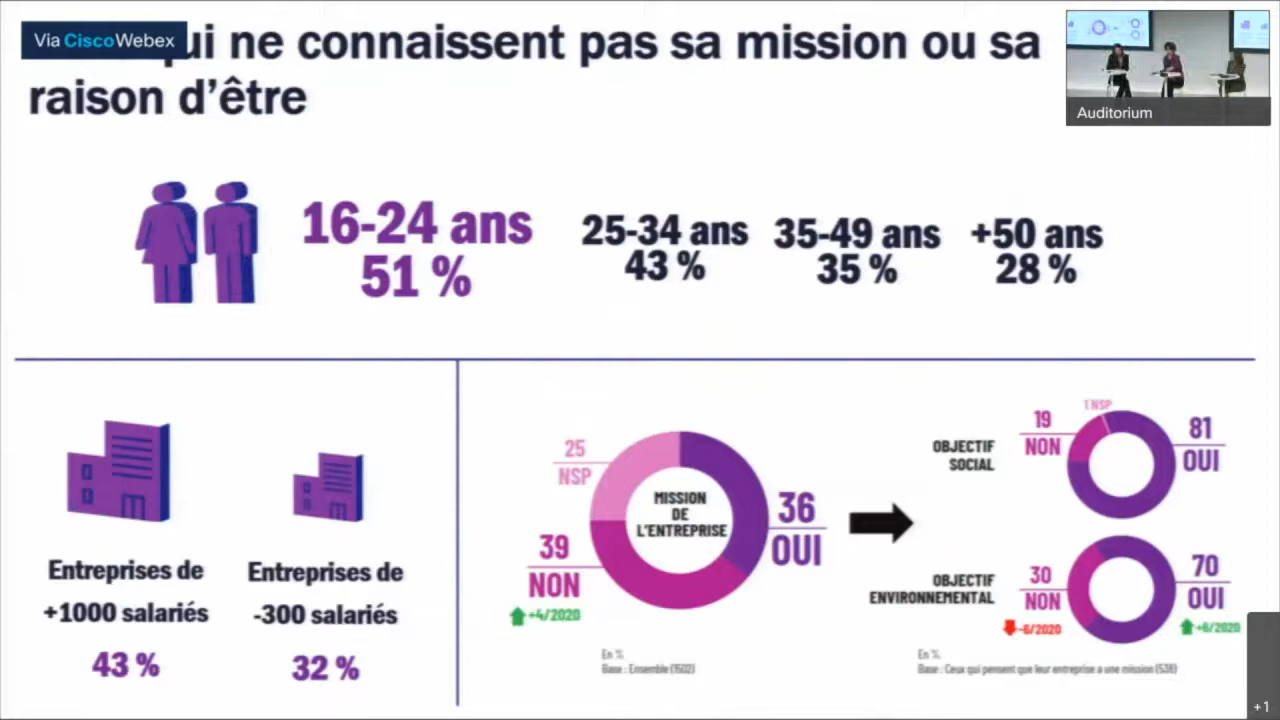 Via CiscoWebex
ui ne connaissent pas sa mission ou sa
raison d'être
Auditorium
16-24 ans
51 %
25-34 ans
43 %
35-49 ans
35 %
+50 ans
28 %
Entreprises de
+1000 salariés
43 %
Entreprises de
-300 salariés
32 %
25
NSP
39
NON
+4/2020
MISSION
DE
L'ENTREPRISE
36
OUI
En %
Base : Ensemble (1502)
OBJECTIF
SOCIAL
19
NON
1 NSP
81
OUI
OBJECTIF
ENVIRONNEMENTAL
30
NON
-6/2020
70
OUI
+6/2020
En %
Base : Ceux qui pensent que leur entreprise a une mission (538)
+1